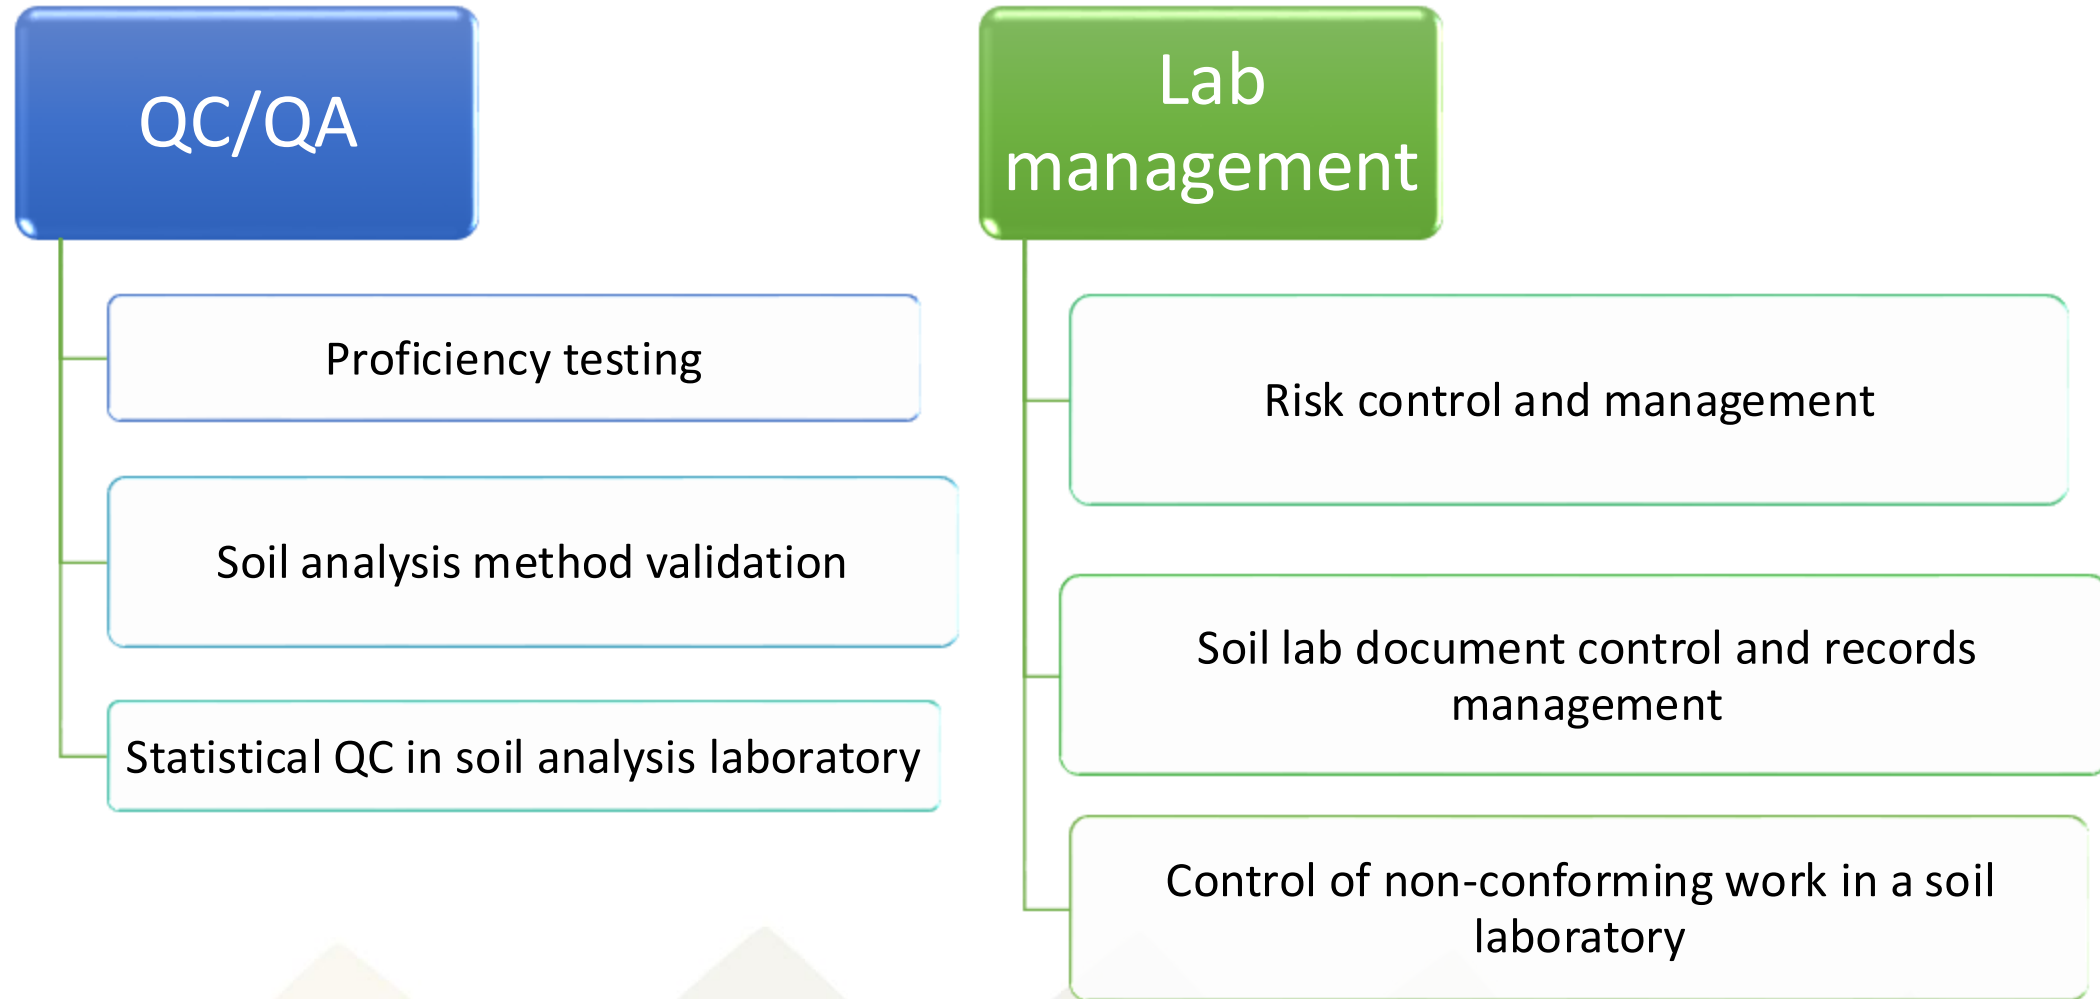 QC/QA
Proficiency testing
Soil analysis method validation
Statistical QC in soil analysis laboratory
Lab
management
Risk control and management
Soil lab document control and records
management
Control of non-conforming work in a soil
laboratory